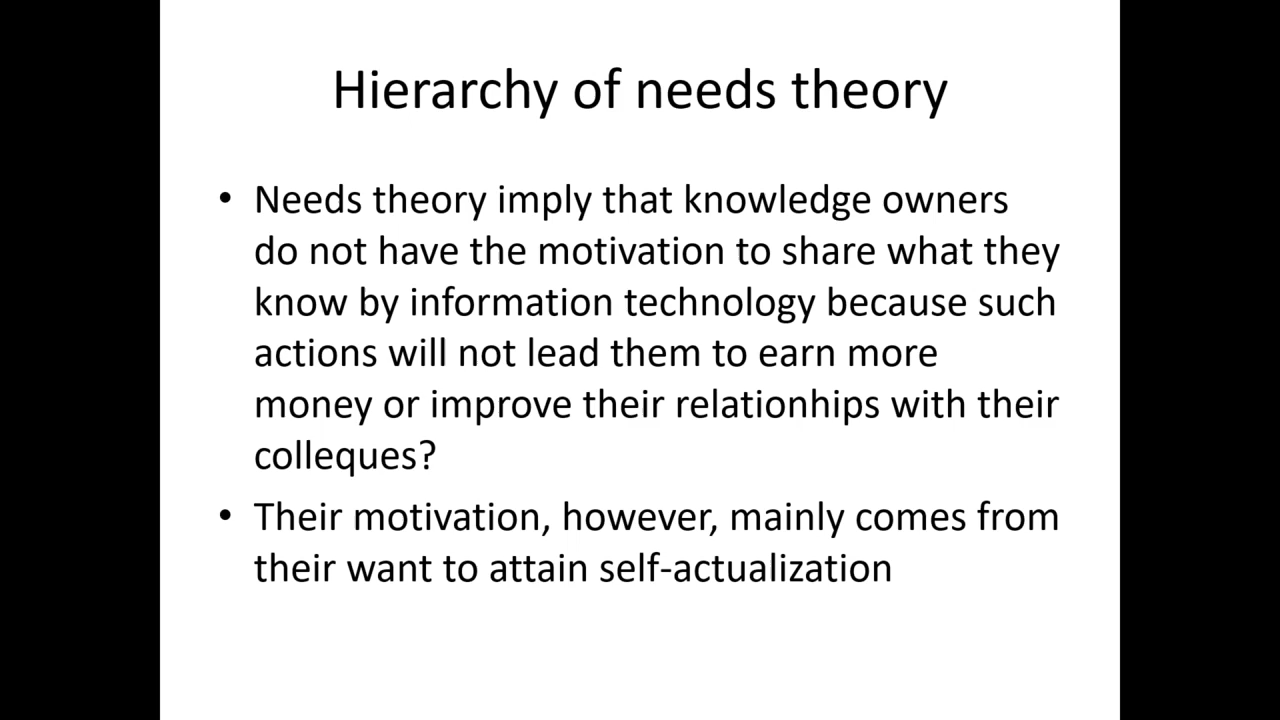 Hierarchy of needs theory
• Needs theory imply that knowledge owners
do not have the motivation to share what they
know by information technology because such
actions will not lead them to earn more
money or improve their relationhips with their
colleques?
• Their motivation, however, mainly comes from
their want to attain self-actualization